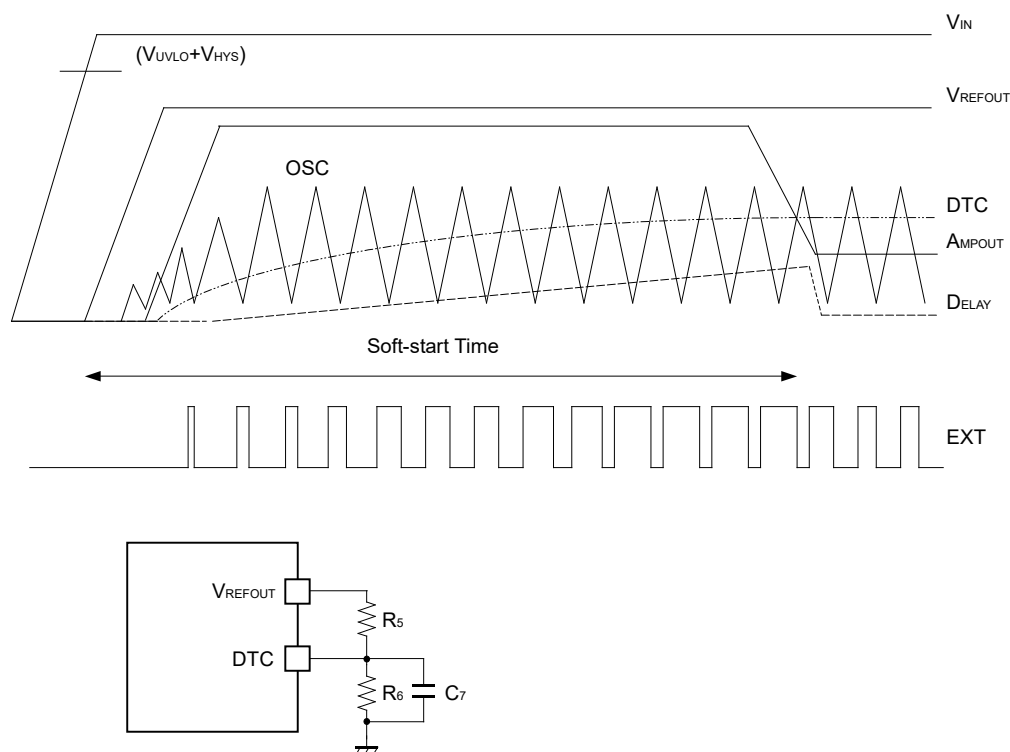 VIN
(VUVLO+VHYS)
VREFOUT
OSC
DTC
AMPOUT
DELAY
Soft-start Time
EXT
VREFOUT
R5
DTC
R6
C7